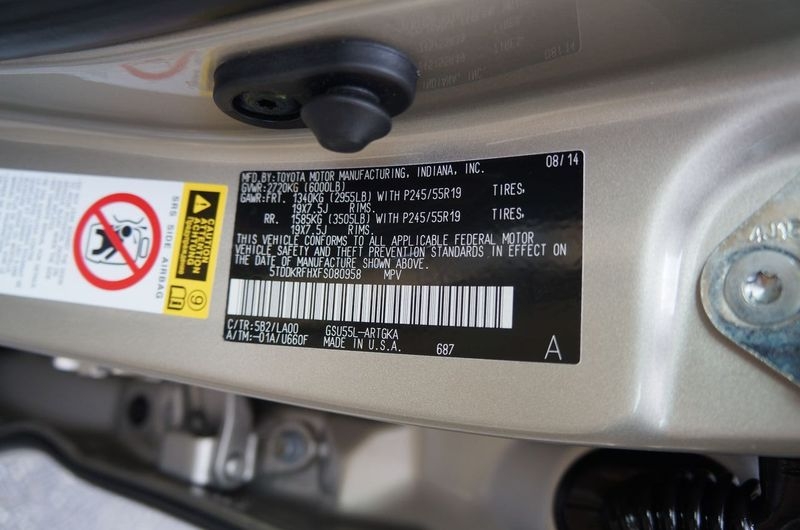 MFD.BY:TOYOTA MOTOR MANUFACTURING, INDIANA, INC. 08/14
GVWR:2720KG (6000LB)
GAWR:FRT. 1340KG (2955LB) WITH P245/55R19 TIRES,
19X7.5J RIMS.
RR. 1585KG (3505LB) WITH P245/55R19 TIRES,
19X7.5J RIMS.
THIS VEHICLE CONFORMS TO ALL APPLICABLE FEDERAL MOTOR
VEHICLE SAFETY AND THEFT PREVENTION STANDARDS IN EFFECT ON
THE DATE OF MANUFACTURE SHOWN ABOVE.
5TDDKRFHXFS080958 MPV
C/TR:5B2/LA00 GSU55L-ARTGKA
A/TM:-01A/U660F MADE IN U.S.A. 687 A
SRS SIDE AIRBAG
CAUTION
ATTENTION
9